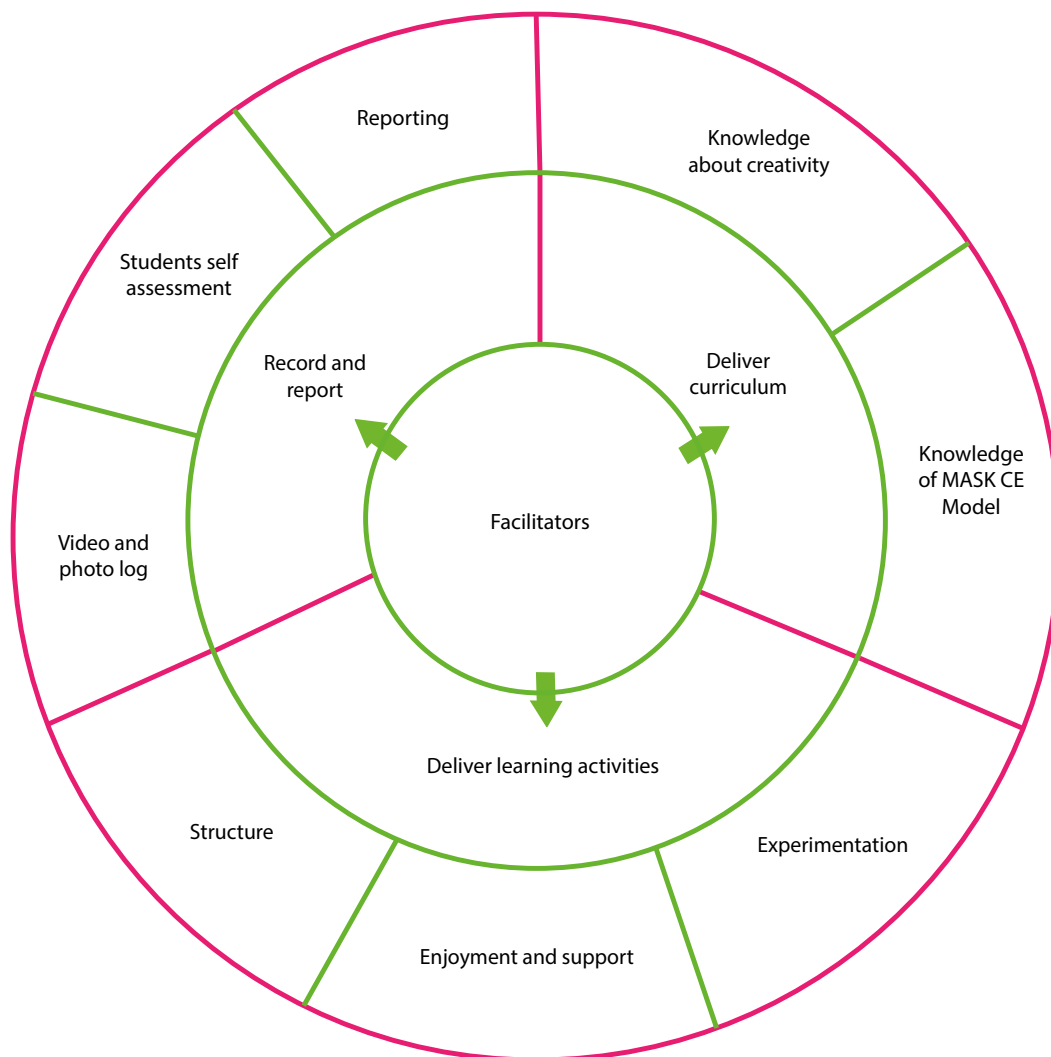 Reporting
Knowledge
about creativity
Students self
assessment
Record and
report
Deliver
curriculum
Knowledge
of MASK CE
Model
Facilitators
Video and
photo log
Deliver learning activities
Structure
Experimentation
Enjoyment and support